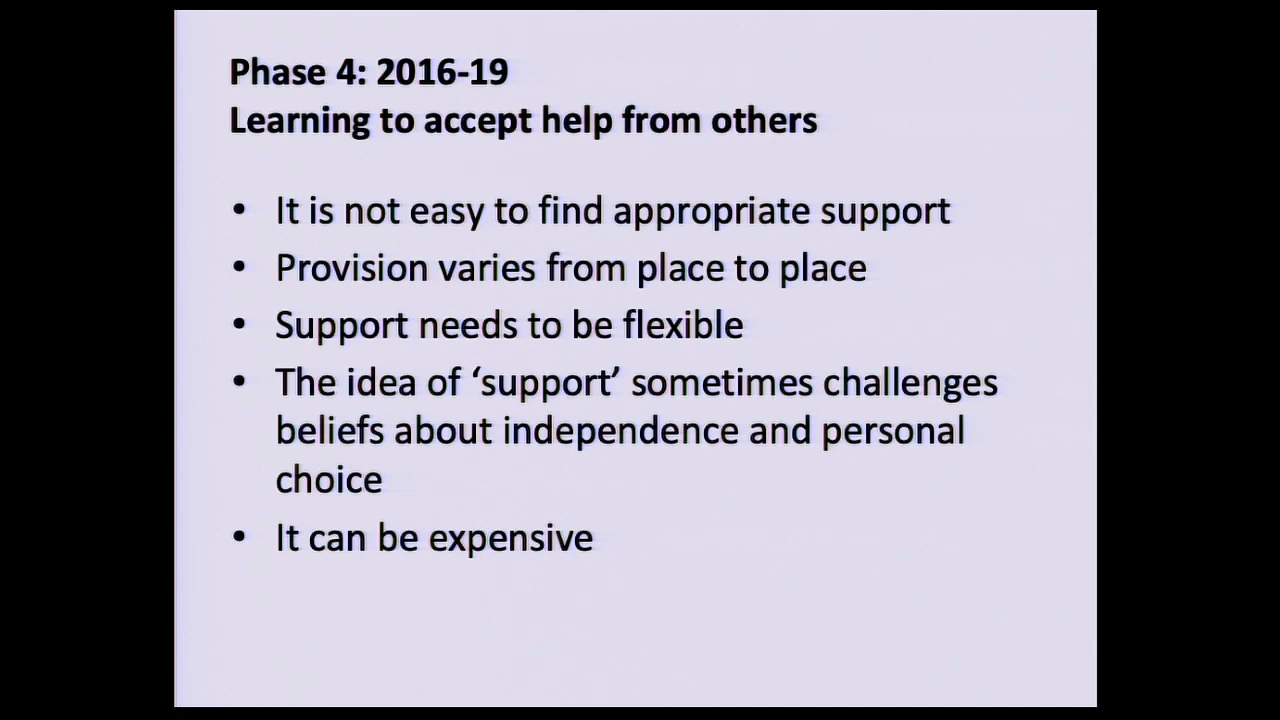 Phase 4: 2016-19
Learning to accept help from others
• It is not easy to find appropriate support
• Provision varies from place to place
• Support needs to be flexible
• The idea of ‘support’ sometimes challenges
beliefs about independence and personal
choice
• It can be expensive